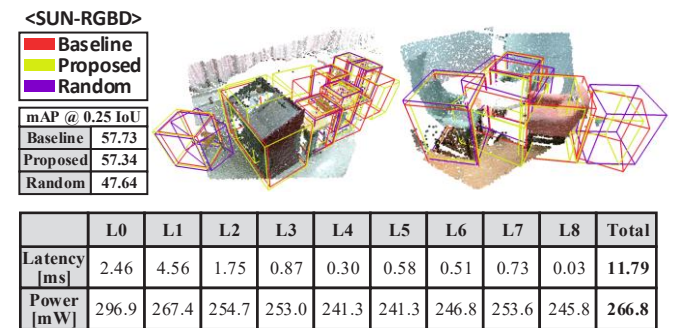 <SUN-RGBD>
Baseline
Proposed
Random
mAP @ 0.25 IoU
Baseline 57.73
Proposed 57.34
Random 47.64
L0 L1 L2 L3 L4 L5 L6 L7 L8 Total
Latency [ms] 2.46 4.56 1.75 0.87 0.30 0.58 0.51 0.73 0.03 11.79
Power [mW] 296.9 267.4 254.7 253.0 241.3 241.3 246.8 253.6 245.8 266.8